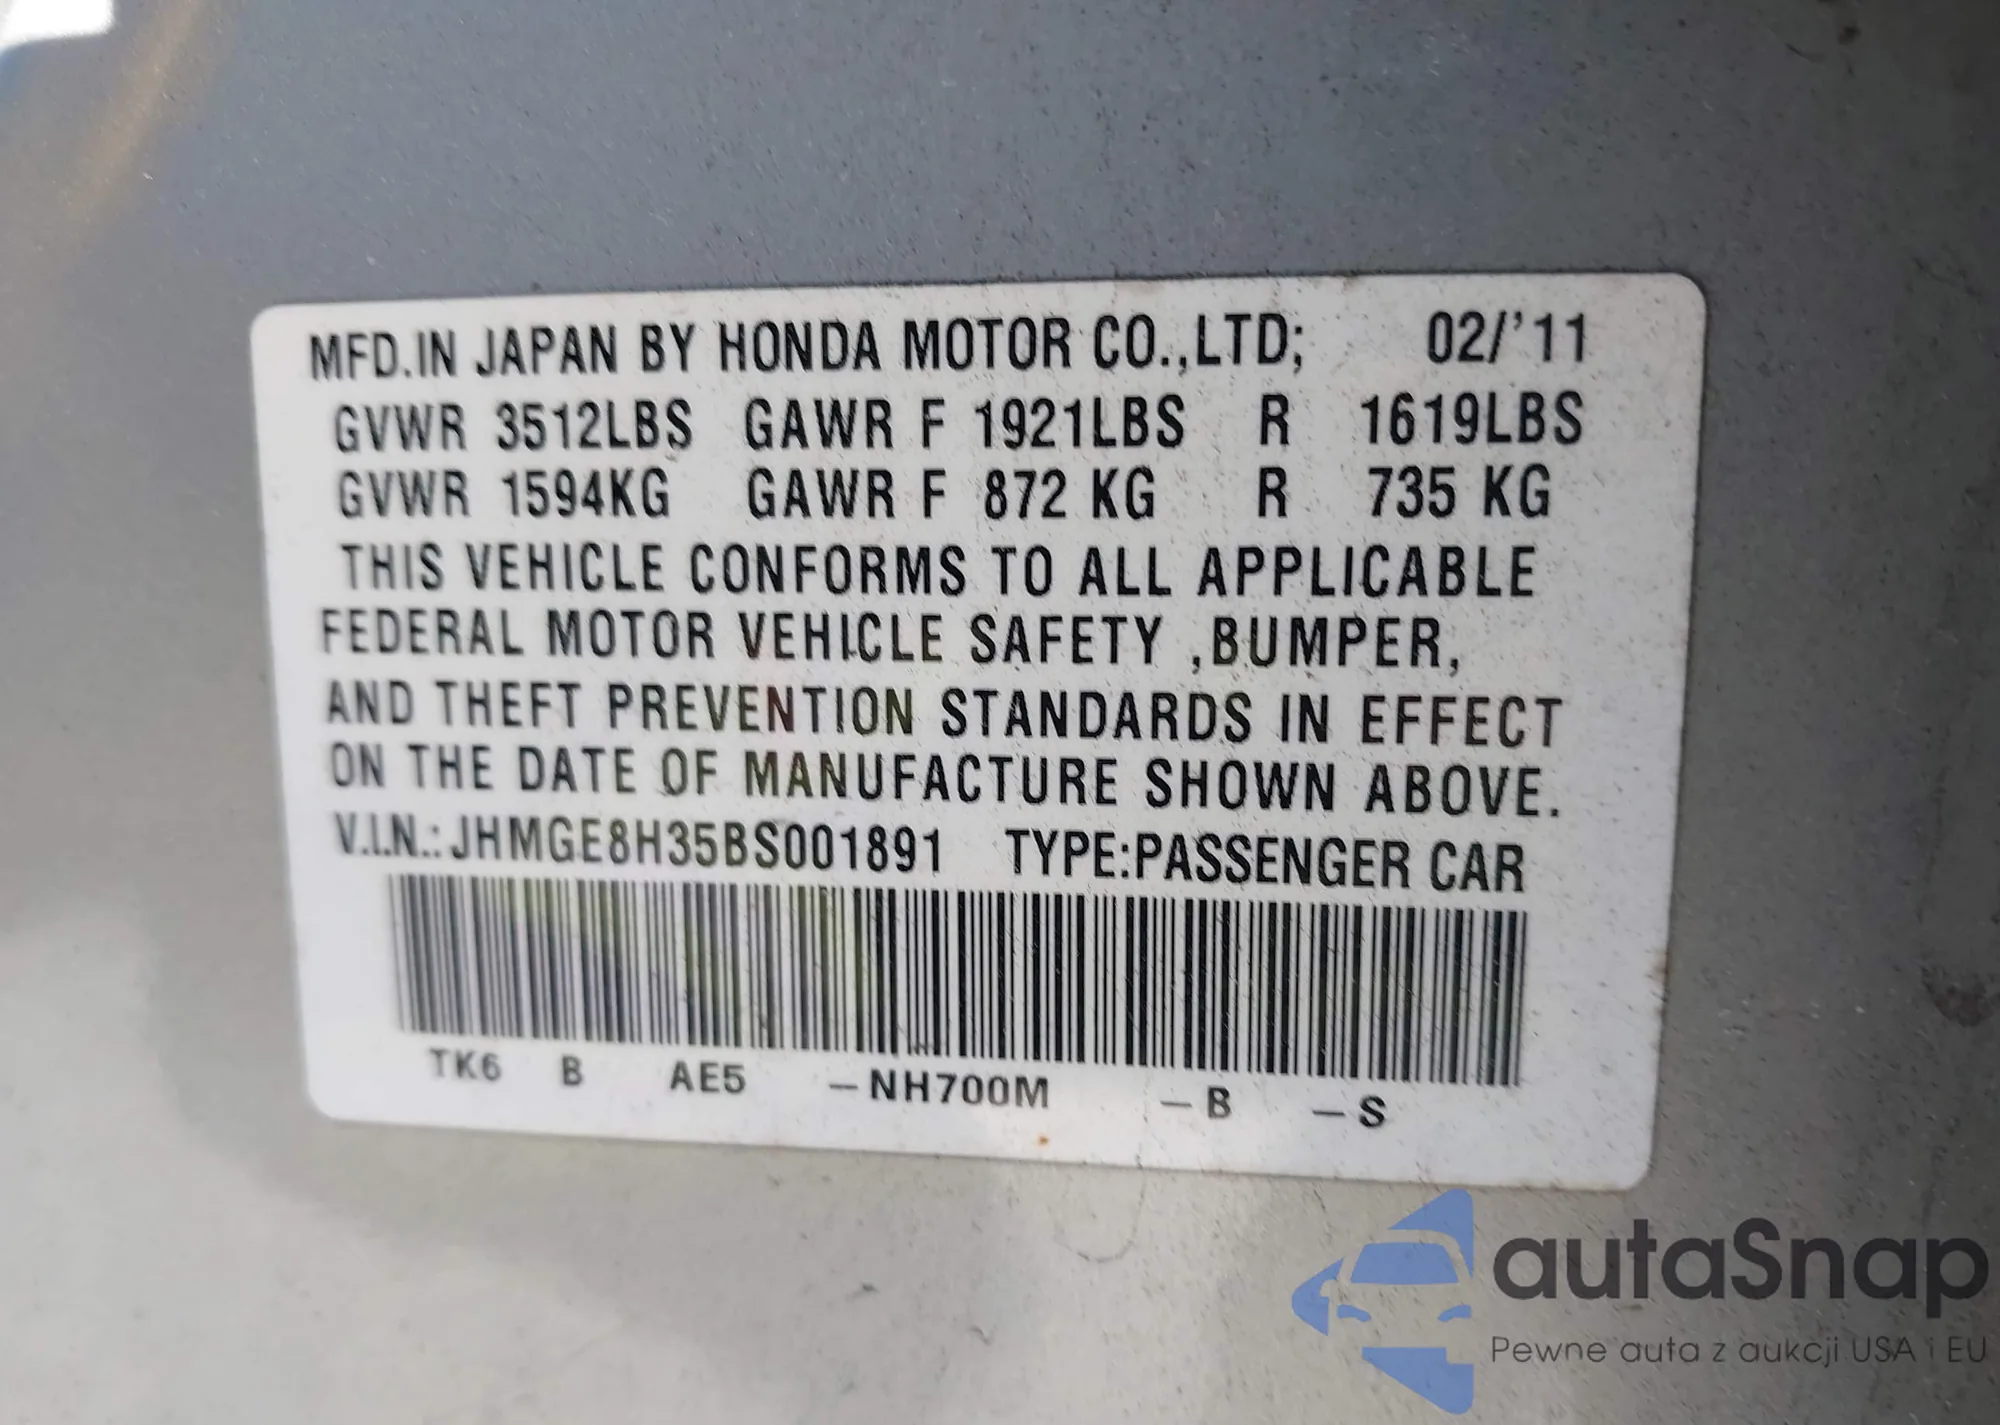 MFD.IN JAPAN BY HONDA MOTOR CO.,LTD; 02/'11
GVWR 3512LBS GAWR F 1921LBS R 1619LBS
GVWR 1594KG GAWR F 872 KG R 735 KG
THIS VEHICLE CONFORMS TO ALL APPLICABLE
FEDERAL MOTOR VEHICLE SAFETY ,BUMPER,
AND THEFT PREVENTION STANDARDS IN EFFECT
ON THE DATE OF MANUFACTURE SHOWN ABOVE.
V.I.N.: JHMGE8H35BS001891 TYPE:PASSENGER CAR
TK6 B AE5 –NH700M –B –S
autaSnap
Pewne auta z aukcji USA i EU